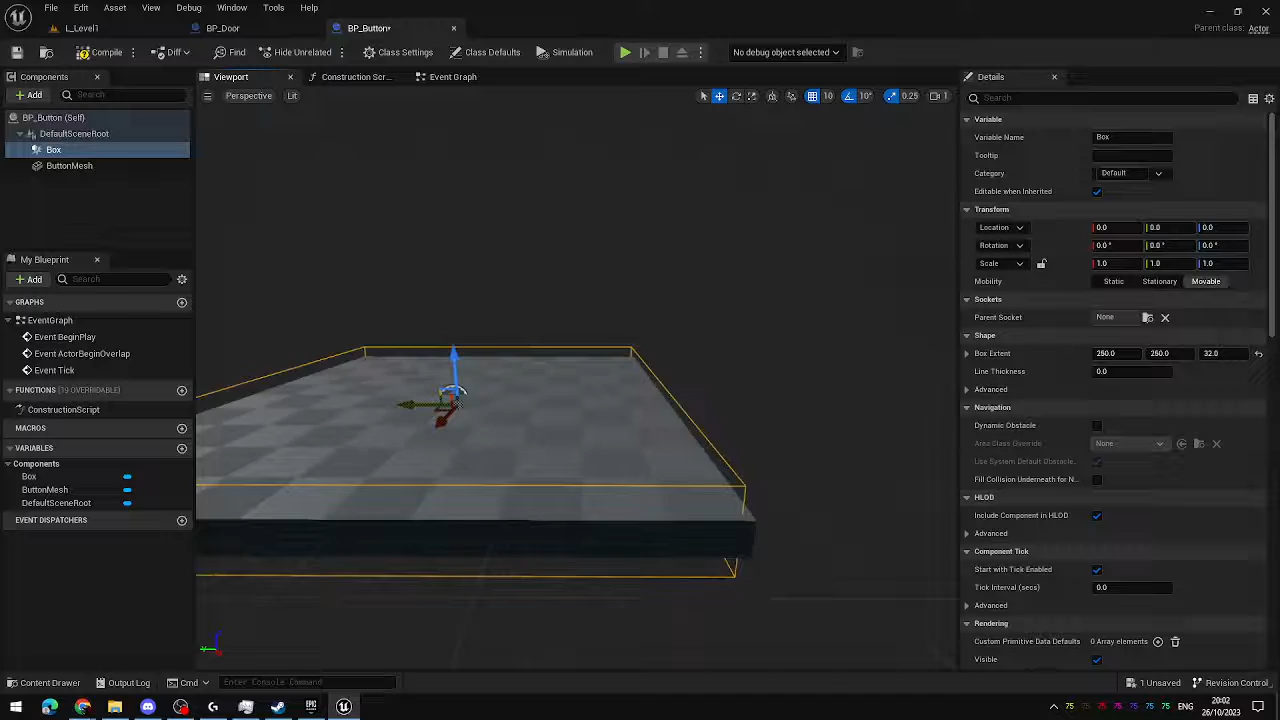 File Edit Asset View Debug Window Tools Help
L_Level1 BP_Door BP_Button* Parent class: Actor
Compile Diff Find Hide Unrelated Class Settings Class Defaults Simulation No debug object selected
Components Viewport Construction Scr... Event Graph Details
Add Search Perspective Lit 10 10° 0.25 1 Search
BP_Button (Self)
DefaultSceneRoot
Box
ButtonMesh
My Blueprint
Add Search
GRAPHS
EventGraph
Event BeginPlay
Event ActorBeginOverlap
Event Tick
FUNCTIONS (19 OVERRIDABLE)
ConstructionScript
MACROS
VARIABLES
Components
Box
ButtonMesh
DefaultSceneRoot
EVENT DISPATCHERS
Variable
Variable Name Box
Tooltip
Category Default
Editable when Inherited
Transform
Location 0.0 0.0 0.0
Rotation 0.0° 0.0° 0.0°
Scale 1.0 1.0 1.0
Mobility Static Stationary Movable
Sockets
Parent Socket None
Shape
Box Extent 250.0 250.0 32.0
Line Thickness 0.0
Advanced
Navigation
Dynamic Obstacle
Area Class Override None
Use System Default Obstacle..
Fill Collision Underneath for N..
HLOD
Include Component in HLOD
Advanced
Component Tick
Start with Tick Enabled
Tick Interval (secs) 0.0
Advanced
Rendering
Custom Primitive Data Defaults 0 Array elements
Visible
Content Drawer Output Log Cmd Enter Console Command 1 Unsaved Revision Control
75 75 75 75 75 75 ENG 20:02
26/10/2023